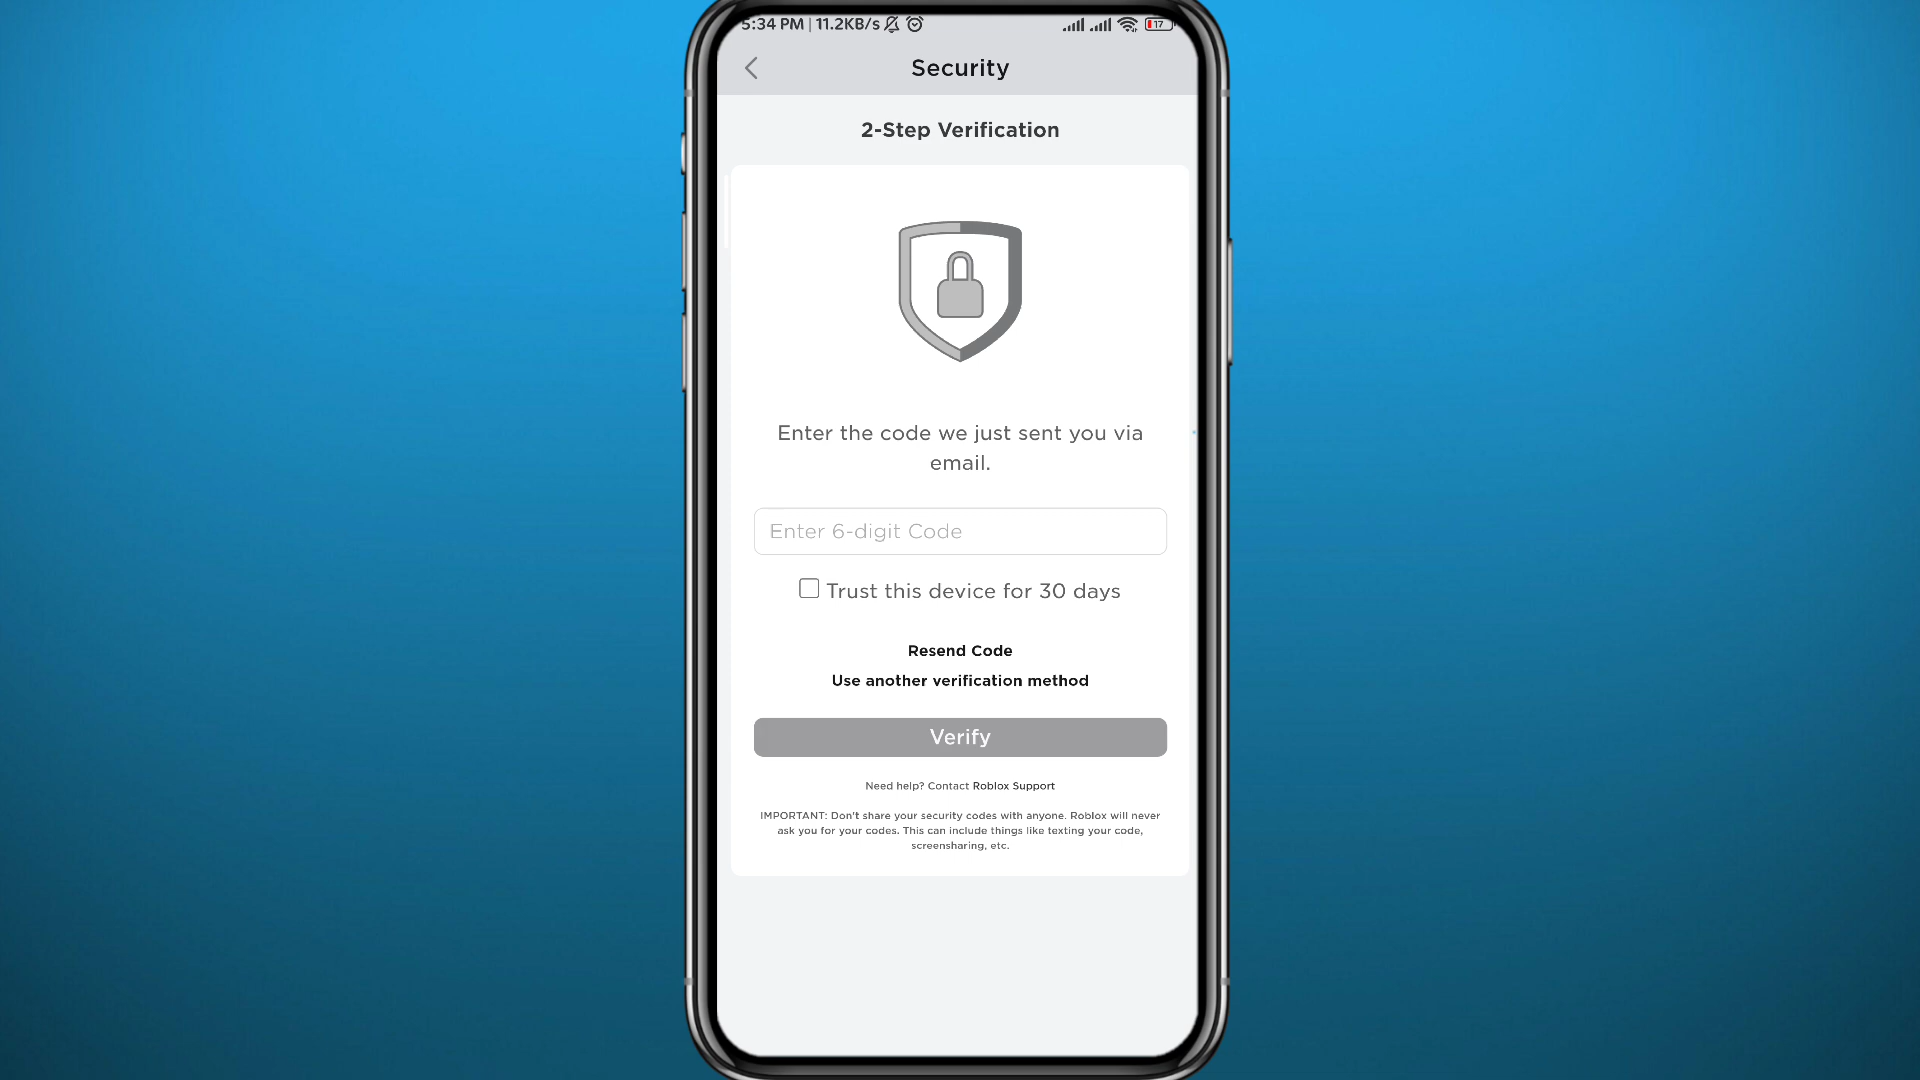 5:34 PM | 11.2KB/s
17
Security
2-Step Verification
Enter the code we just sent you via
email.
Enter 6-digit Code
Trust this device for 30 days
Resend Code
Use another verification method
Verify
Need help? Contact Roblox Support
IMPORTANT: Don't share your security codes with anyone. Roblox will never
ask you for your codes. This can include things like texting your code,
screensharing, etc.